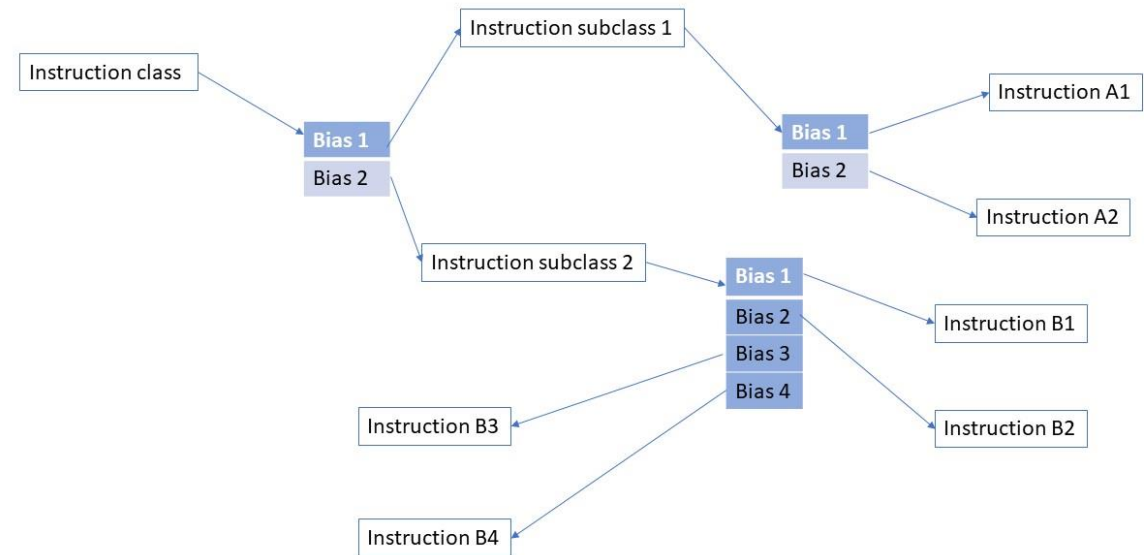 Instruction subclass 1
Instruction class
Instruction A1
Bias 1
Bias 2
Bias 1
Bias 2
Instruction A2
Instruction subclass 2
Bias 1
Bias 2
Bias 3
Bias 4
Instruction B1
Instruction B3
Instruction B2
Instruction B4